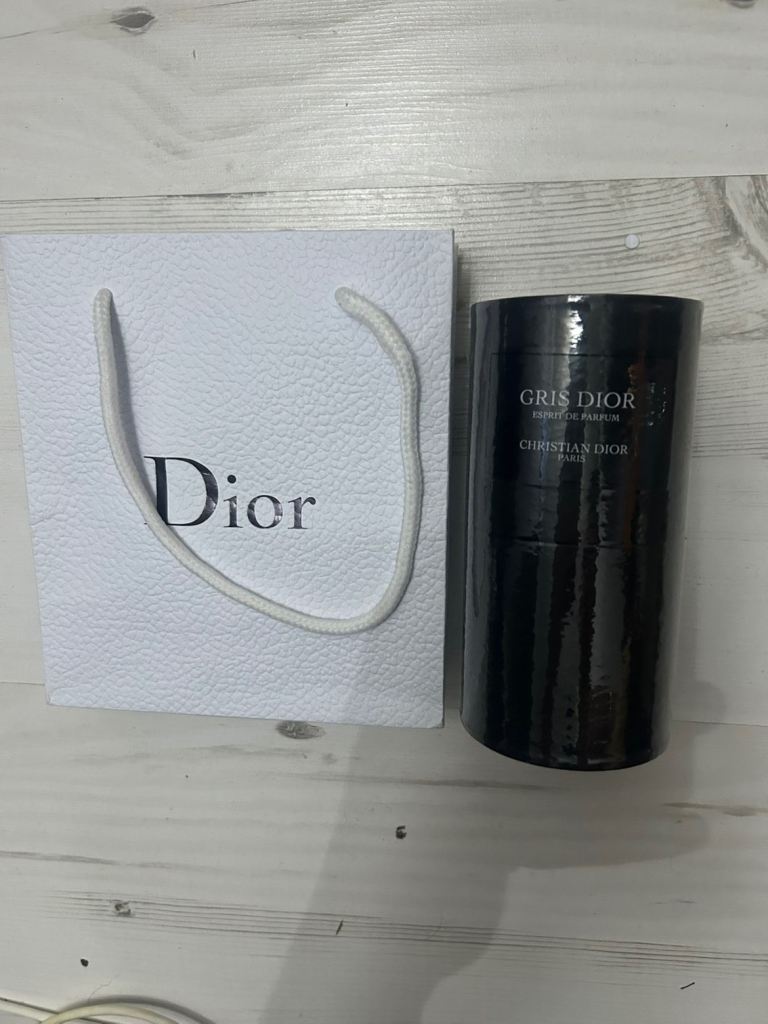 Dior
GRIS DIOR
ESPRIT DE PARFUM
CHRISTIAN DIOR
PARIS